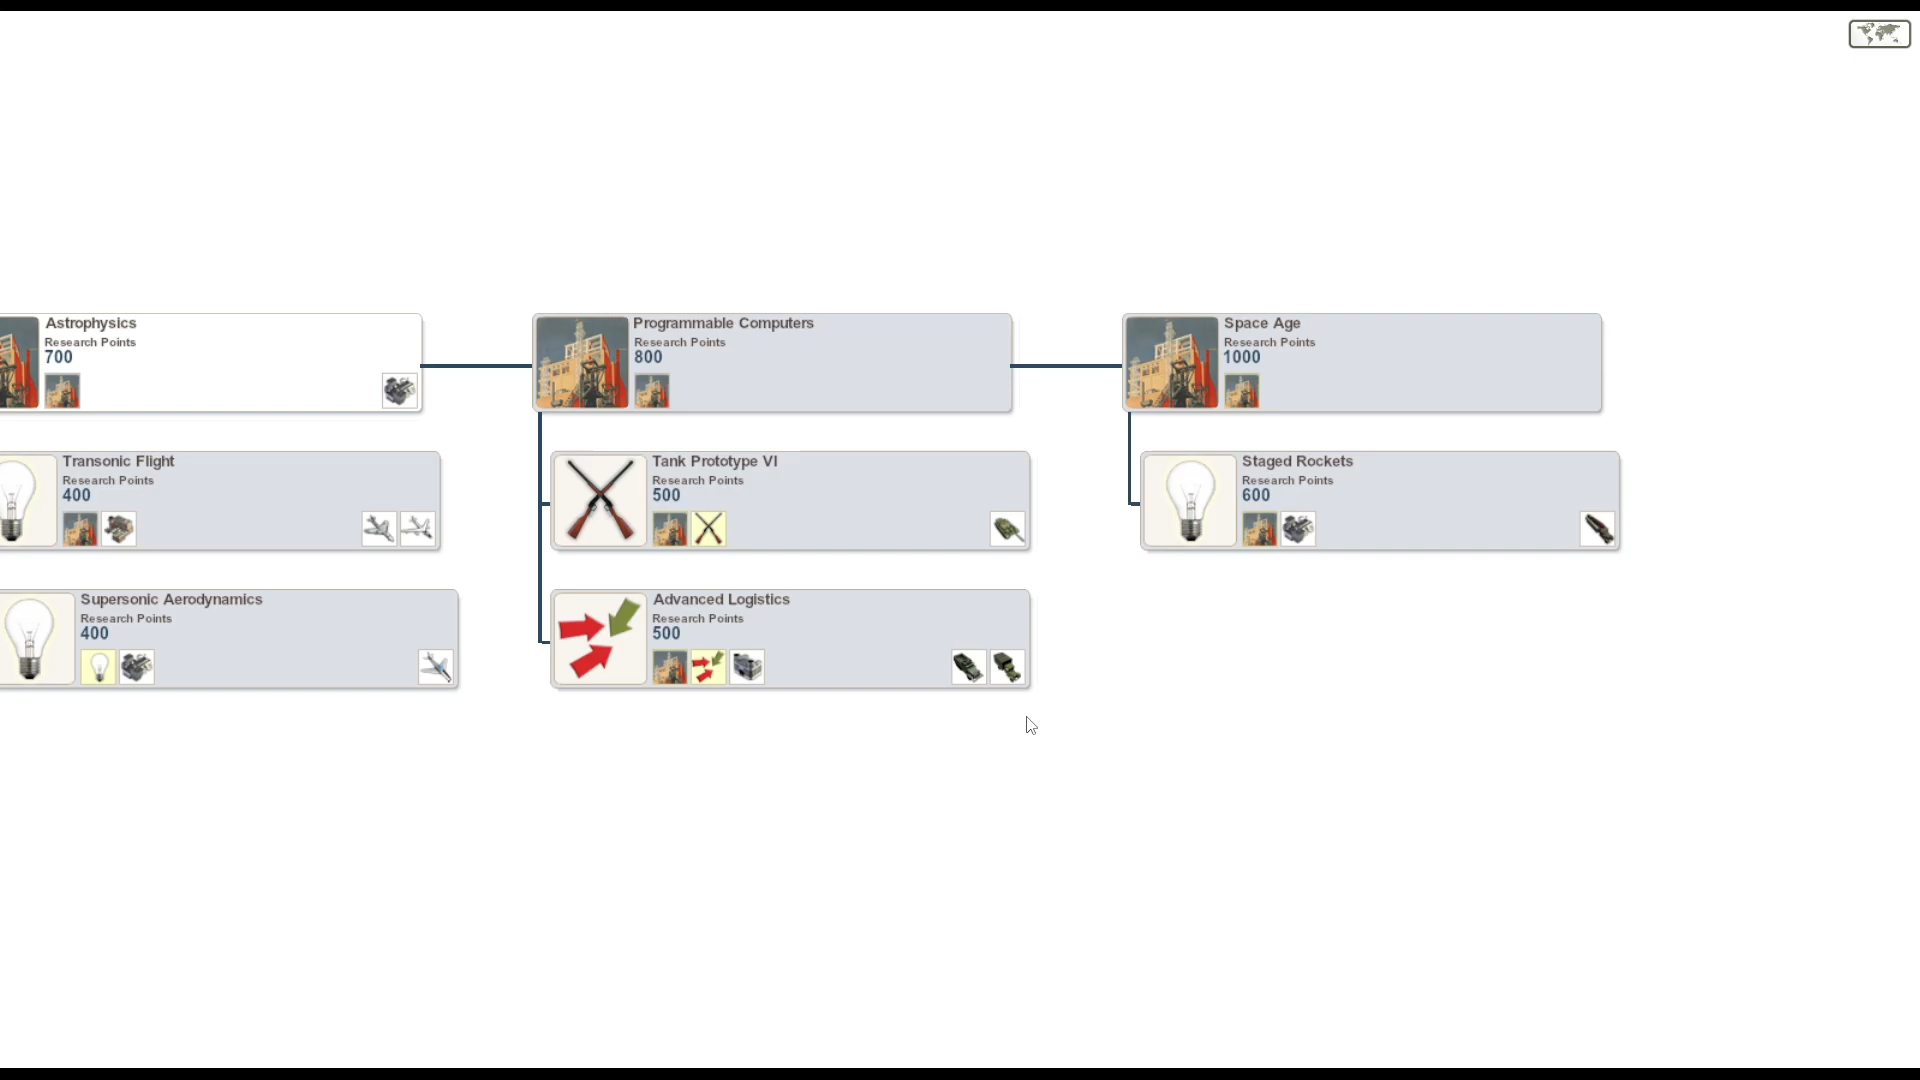 Astrophysics
Research Points
700
Programmable Computers
Research Points
800
Space Age
Research Points
1000
Transonic Flight
Research Points
400
Tank Prototype VI
Research Points
500
Staged Rockets
Research Points
600
Supersonic Aerodynamics
Research Points
400
Advanced Logistics
Research Points
500